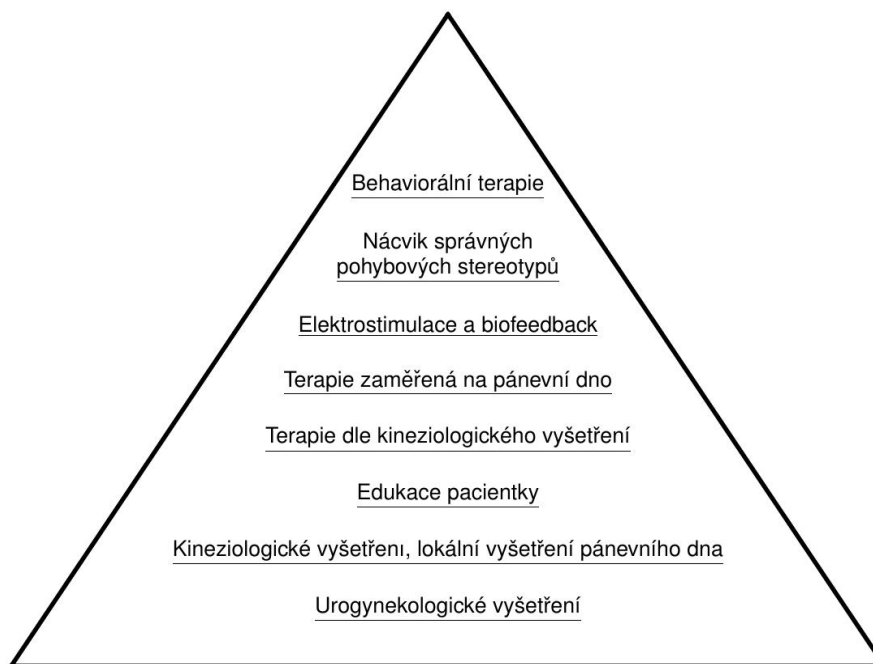 Behaviorální terapie
Nácvik správných
pohybových stereotypů
Elektrostimulace a biofeedback
Terapie zaměřená na pánevní dno
Terapie dle kineziologického vyšetření
Edukace pacientky
Kineziologické vyšetřenı, lokální vyšetření pánevního dna
Urogynekologické vyšetření